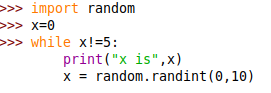 >>> import random
>>> x=0
>>> while x!=5:
        print("x is",x)
        x = random.randint(0,10)